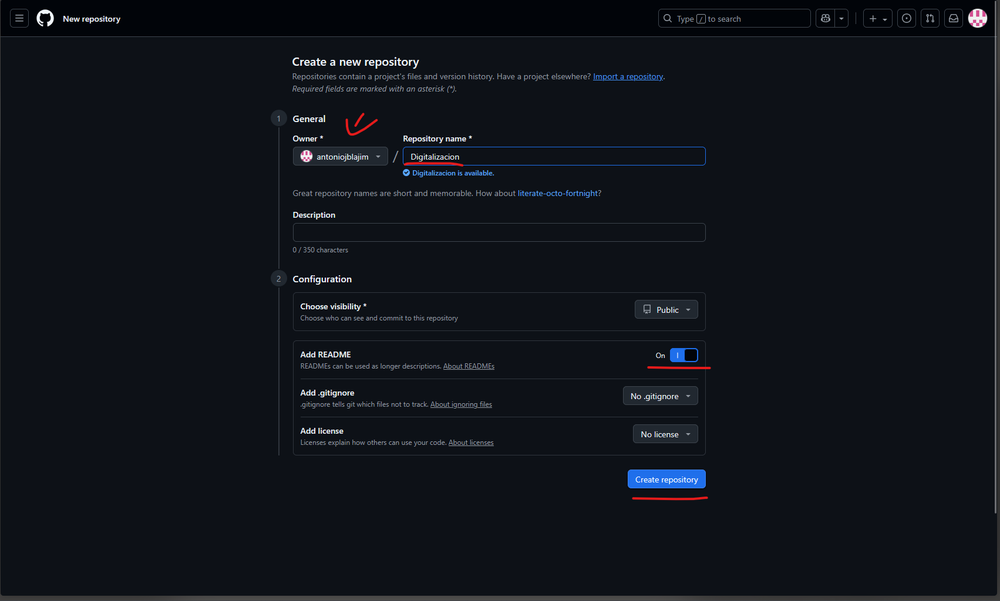 New repository
Type / to search
Create a new repository
Repositories contain a project's files and version history. Have a project elsewhere? Import a repository.
Required fields are marked with an asterisk (*).
1 General
Owner * Repository name *
antoniojblajim / Digitalizacion
Digitalizacion is available.
Great repository names are short and memorable. How about literate-octo-fortnight?
Description
0 / 350 characters
2 Configuration
Choose visibility * Public
Choose who can see and commit to this repository
Add README On
READMEs can be used as longer descriptions. About READMEs
Add .gitignore No .gitignore
.gitignore tells git which files not to track. About ignoring files
Add license No license
Licenses explain how others can use your code. About licenses
Create repository